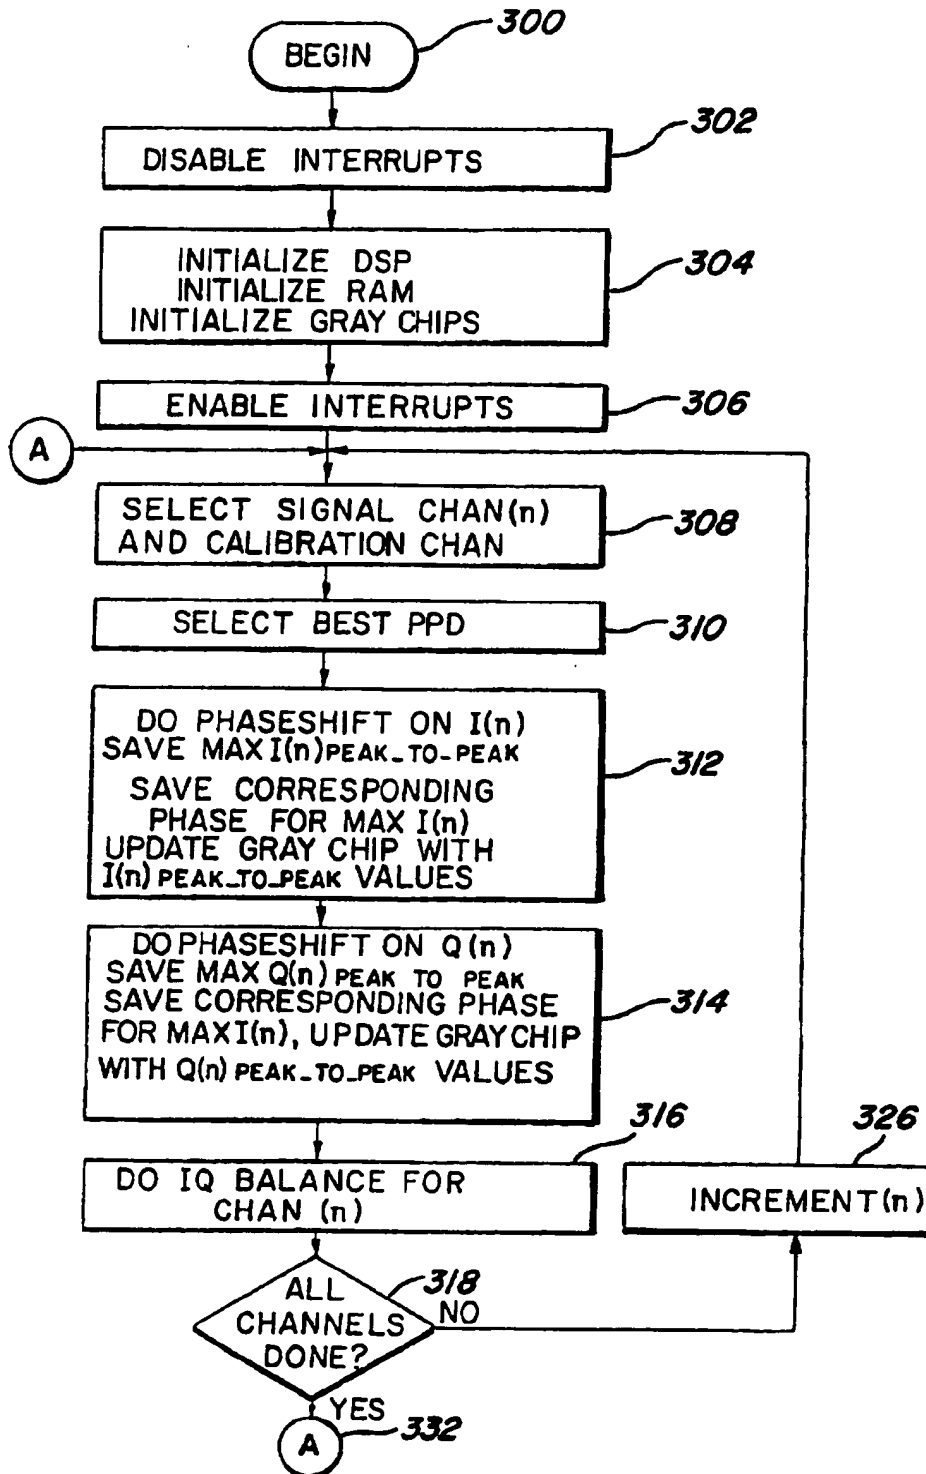 300
BEGIN
302
DISABLE INTERRUPTS
INITIALIZE DSP
INITIALIZE RAM
INITIALIZE GRAY CHIPS
304
ENABLE INTERRUPTS
306
A
SELECT SIGNAL CHAN(n)
AND CALIBRATION CHAN
308
SELECT BEST PPD
310
DO PHASESHIFT ON I(n)
SAVE MAX I(n) PEAK_TO-PEAK
SAVE CORRESPONDING
PHASE FOR MAX I(n)
UPDATE GRAY CHIP WITH
I(n) PEAK_TO_PEAK VALUES
312
DO PHASESHIFT ON Q(n)
SAVE MAX Q(n) PEAK TO PEAK
SAVE CORRESPONDING PHASE
FOR MAX I(n), UPDATE GRAY CHIP
WITH Q(n) PEAK_TO_PEAK VALUES
314
316
DO IQ BALANCE FOR
CHAN (n)
326
INCREMENT(n)
318
ALL
CHANNELS
DONE?
NO
YES
A
332